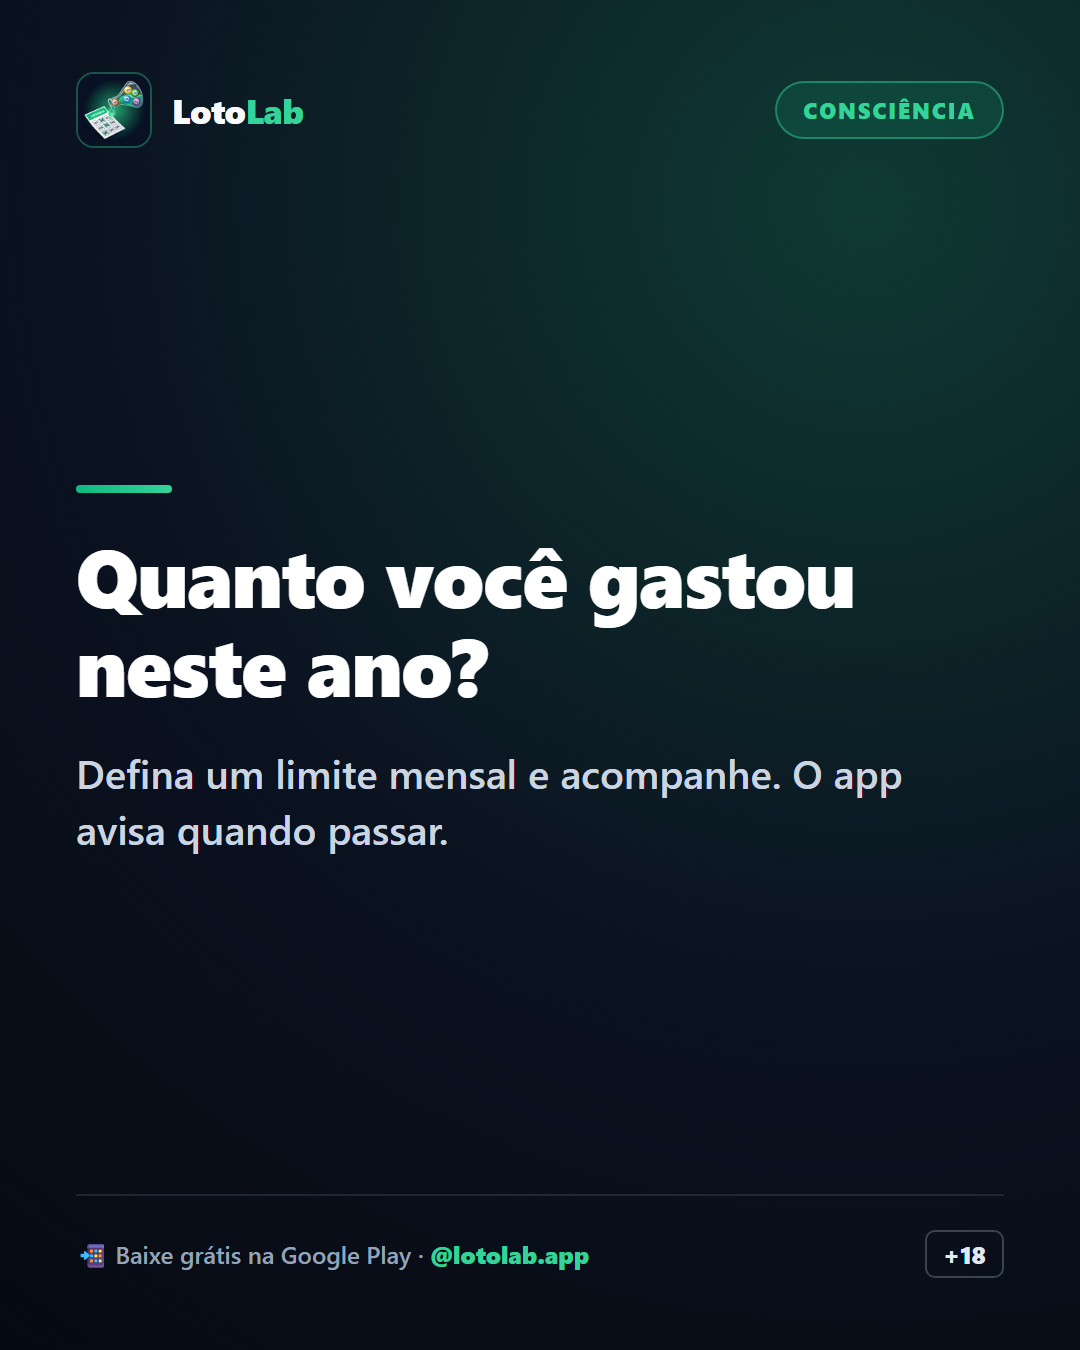 LotoLab
CONSCIÊNCIA
Quanto você gastou
neste ano?
Defina um limite mensal e acompanhe. O app
avisa quando passar.
Baixe grátis na Google Play · @lotolab.app
+18